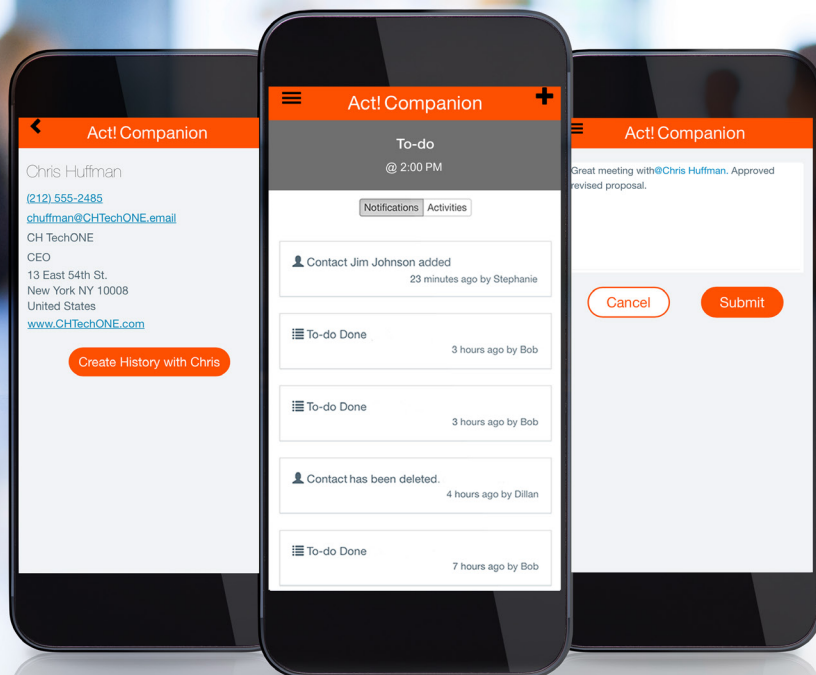 Act! Companion
Chris Huffman
(212) 555-2485
chuffman@CHTechONE.email
CH TechONE
CEO
13 East 54th St.
New York NY 10008
United States
www.CHTechONE.com
Create History with Chris
Act! Companion
To-do
@ 2:00 PM
Notifications Activities
Contact Jim Johnson added
23 minutes ago by Stephanie
To-do Done
3 hours ago by Bob
To-do Done
3 hours ago by Bob
Contact has been deleted.
4 hours ago by Dillan
To-do Done
7 hours ago by Bob
Act! Companion
Great meeting with@Chris Huffman. Approved
revised proposal.
Cancel Submit